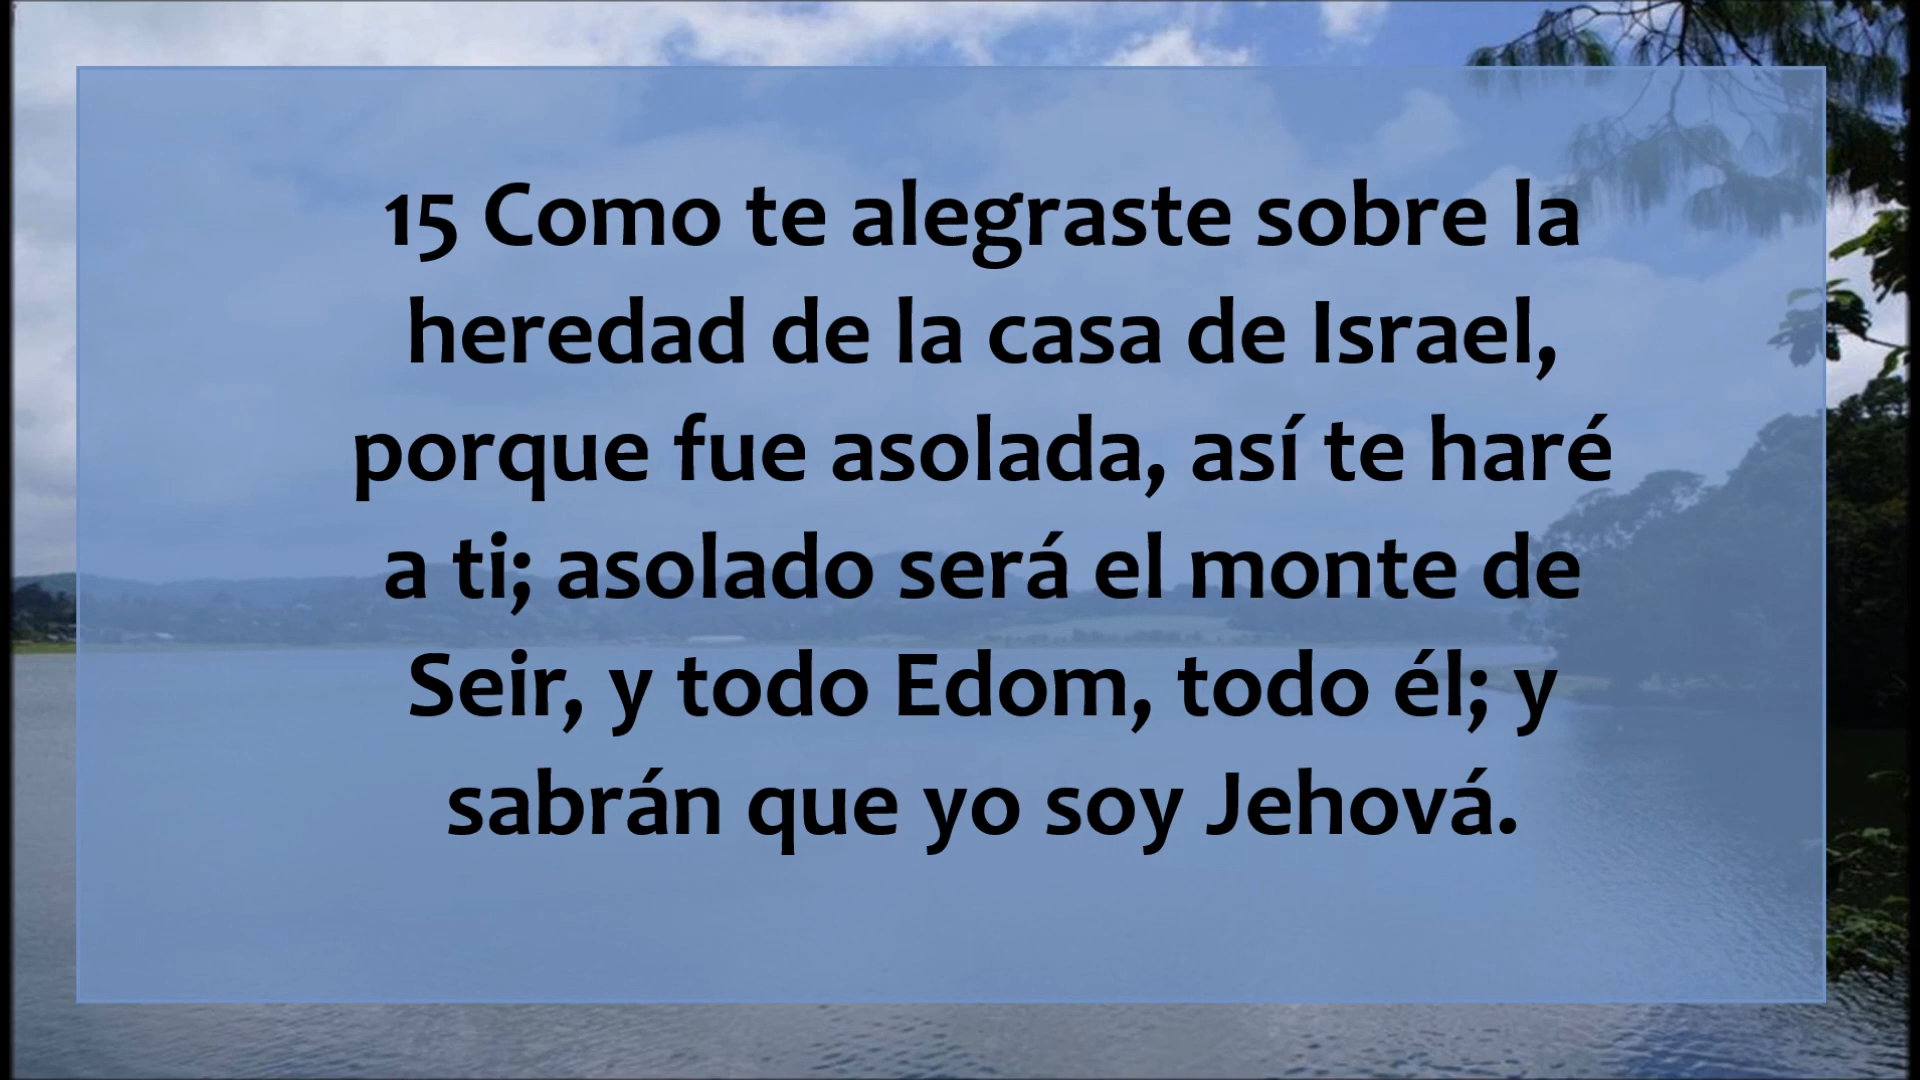 15 Como te alegraste sobre la
heredad de la casa de Israel,
porque fue asolada, así te haré
a ti; asolado será el monte de
Seir, y todo Edom, todo él; y
sabrán que yo soy Jehová.